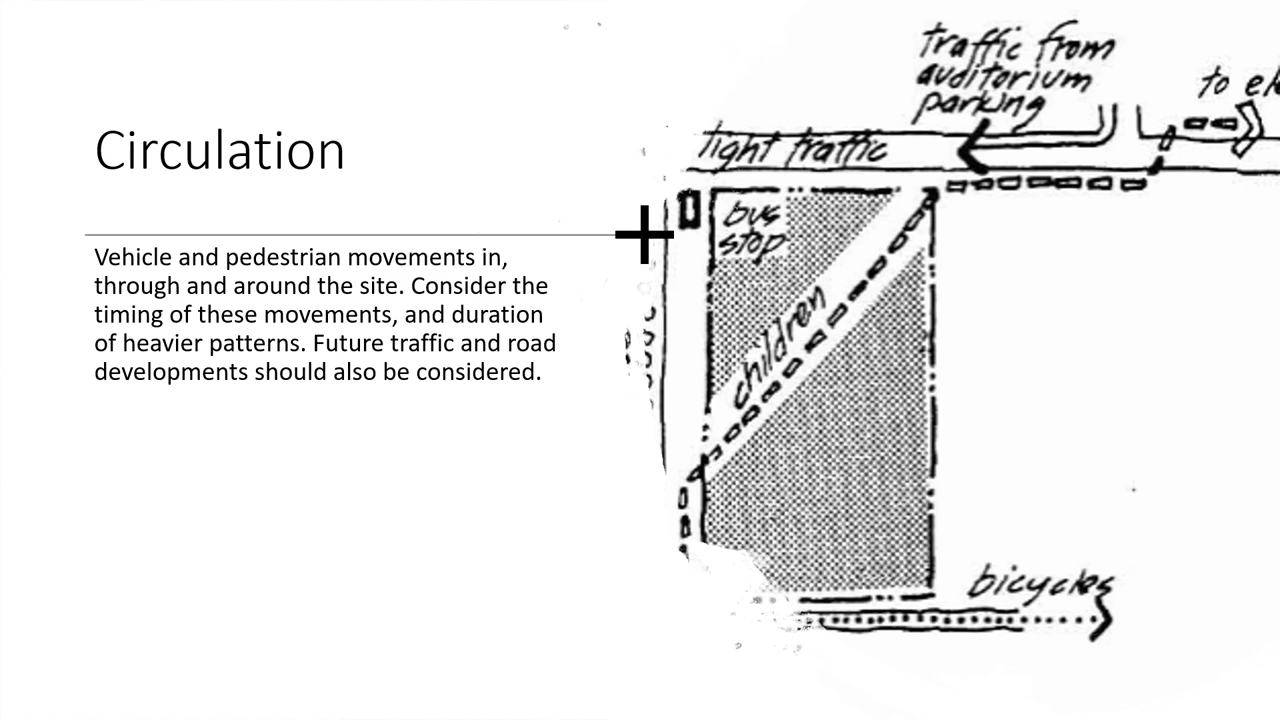 Circulation
Vehicle and pedestrian movements in,
through and around the site. Consider the
timing of these movements, and duration
of heavier patterns. Future traffic and road
developments should also be considered.
traffic from
auditorium
parking
to
light traffic
bus
stop
children
bicycles